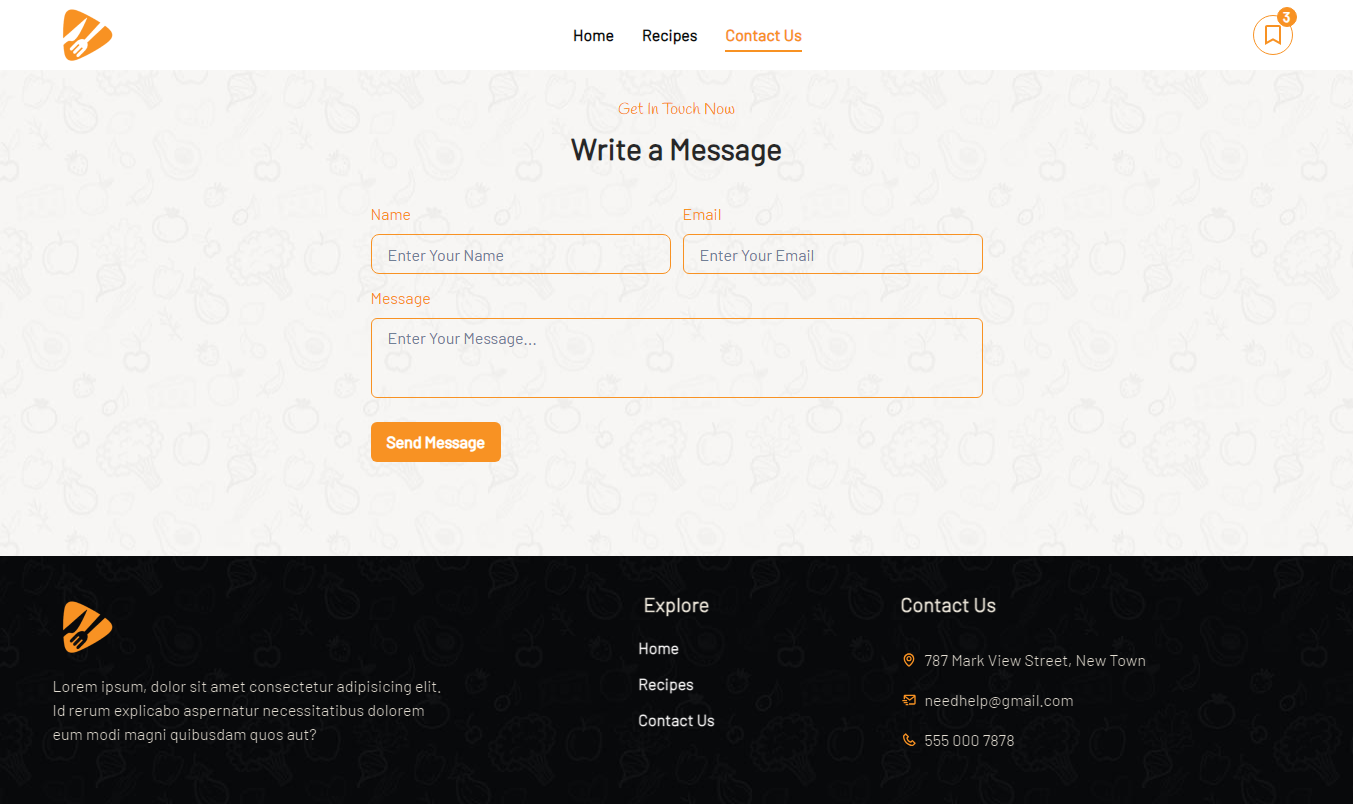 Home Recipes Contact Us
3
Get In Touch Now
Write a Message
Name Email
Enter Your Name Enter Your Email
Message
Enter Your Message...
Send Message
Explore Contact Us
Home
787 Mark View Street, New Town
Lorem ipsum, dolor sit amet consectetur adipisicing elit.
Recipes
needhelp@gmail.com
Id rerum explicabo aspernatur necessitatibus dolorem
Contact Us
eum modi magni quibusdam quos aut?
555 000 7878